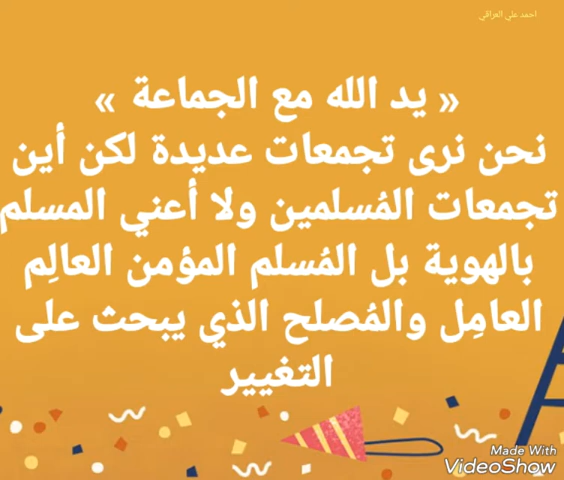 احمد علي العراقي
« يد الله مع الجماعة »
نحن نرى تجمعات عديدة لكن أين
تجمعات المُسلمين ولا أعني المسلم
بالهوية بل المُسلم المؤمن العالِم
العامِل والمُصلح الذي يبحث على
التغيير
Made With
VideoShow